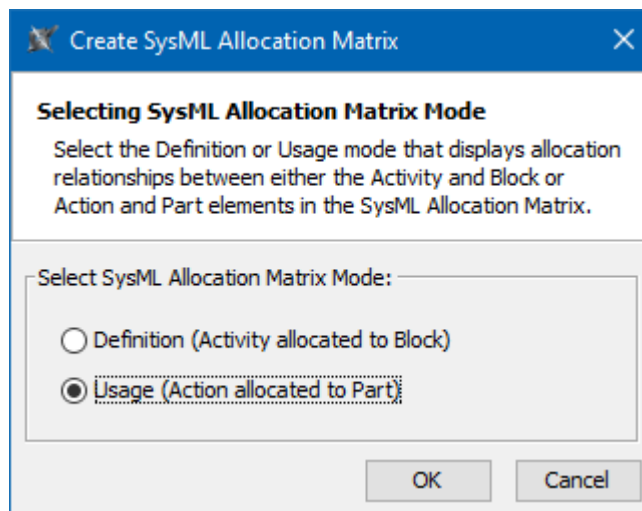 Create SysML Allocation Matrix
Selecting SysML Allocation Matrix Mode
Select the Definition or Usage mode that displays allocation
relationships between either the Activity and Block or
Action and Part elements in the SysML Allocation Matrix.
Select SysML Allocation Matrix Mode:
Definition (Activity allocated to Block)
Usage (Action allocated to Part)
OK Cancel